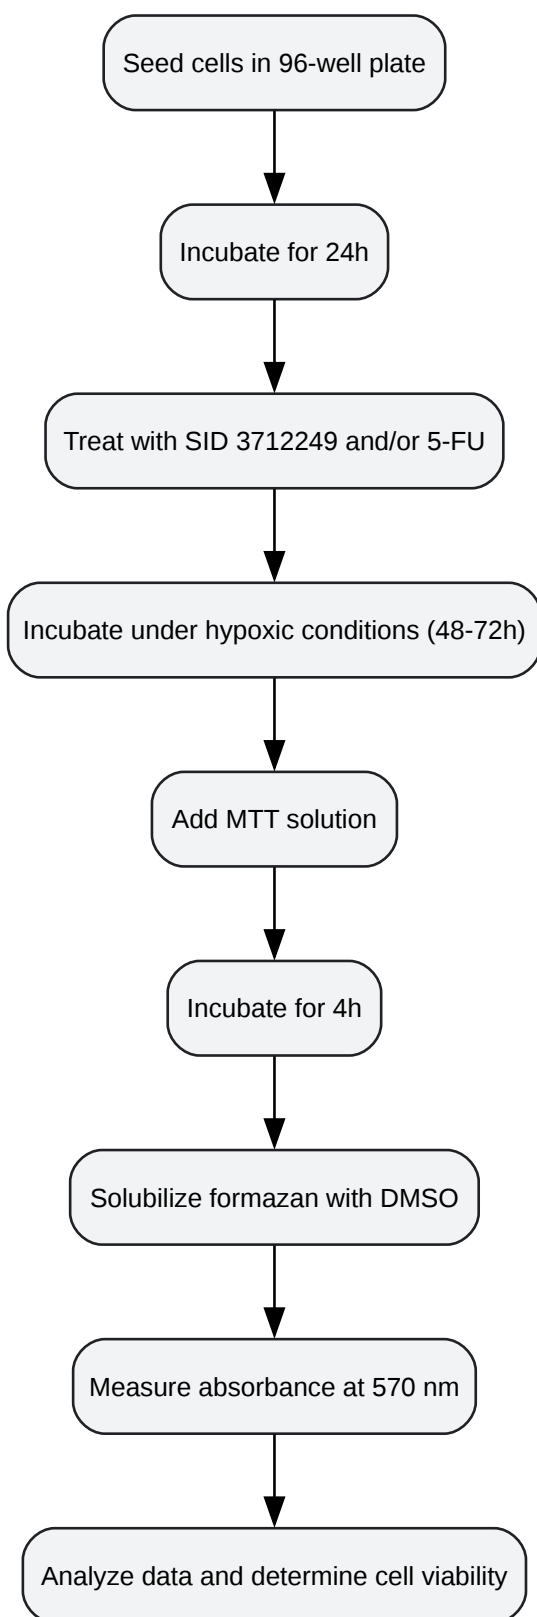 Seed cells in 96-well plate
Incubate for 24h
Treat with SID 3712249 and/or 5-FU
Incubate under hypoxic conditions (48-72h)
Add MTT solution
Incubate for 4h
Solubilize formazan with DMSO
Measure absorbance at 570 nm
Analyze data and determine cell viability